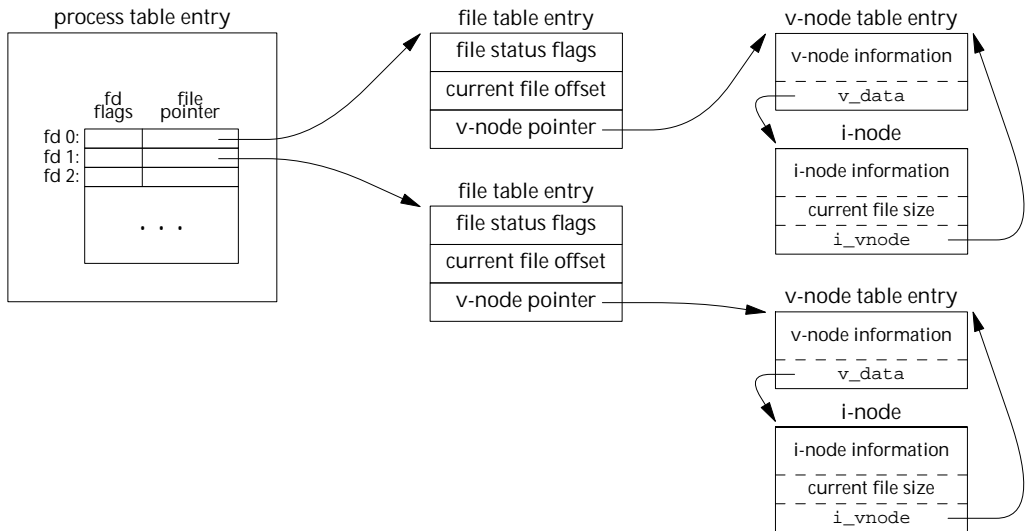 process table entry
fd flags
file pointer
fd 0:
fd 1:
fd 2:
. . .
file table entry
file status flags
current file offset
v-node pointer
file table entry
file status flags
current file offset
v-node pointer
v-node table entry
v-node information
v_data
i-node
i-node information
current file size
i_vnode
v-node table entry
v-node information
v_data
i-node
i-node information
current file size
i_vnode